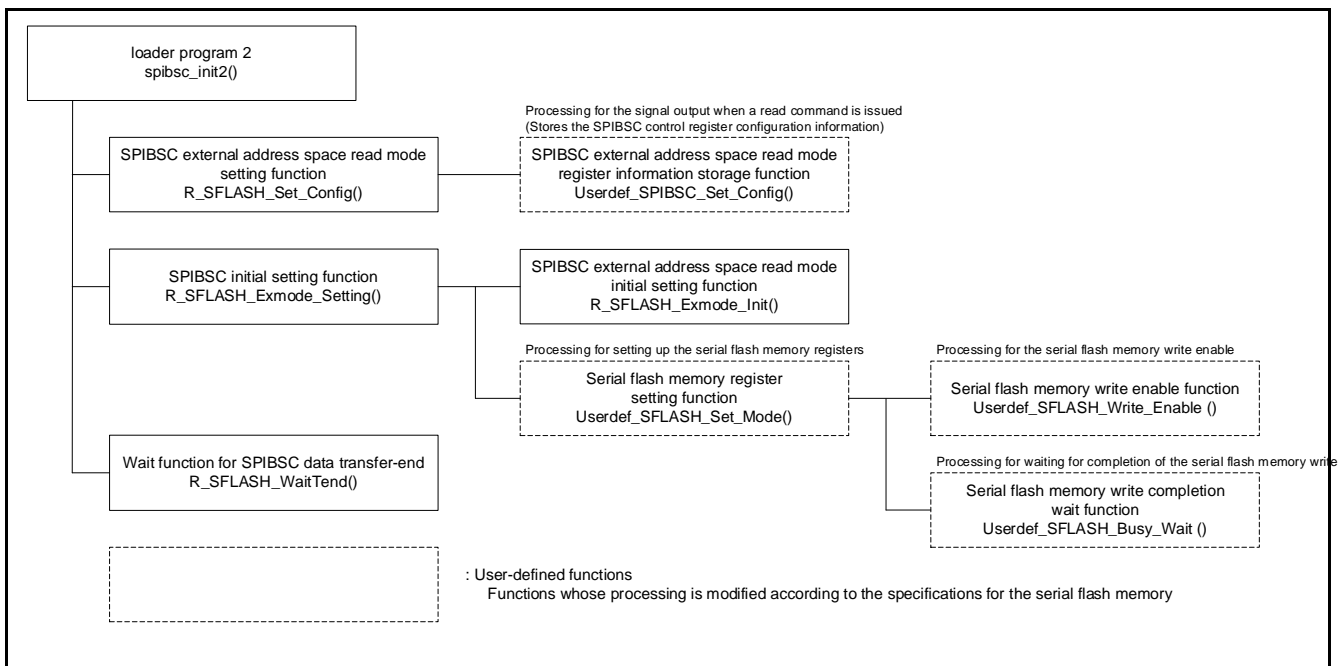 loader program 2
spibsc_init2()
Processing for the signal output when a read command is issued
(Stores the SPIBSC control register configuration information)
SPIBSC external address space read mode
setting function
R_SFLASH_Set_Config()
SPIBSC external address space read mode
register information storage function
Userdef_SPIBSC_Set_Config()
SPIBSC initial setting function
R_SFLASH_Exmode_Setting()
SPIBSC external address space read mode
initial setting function
R_SFLASH_Exmode_Init()
Processing for setting up the serial flash memory registers
Serial flash memory register
setting function
Userdef_SFLASH_Set_Mode()
Processing for the serial flash memory write enable
Serial flash memory write enable function
Userdef_SFLASH_Write_Enable ()
Wait function for SPIBSC data transfer-end
R_SFLASH_WaitTend()
Processing for waiting for completion of the serial flash memory write
Serial flash memory write completion
wait function
Userdef_SFLASH_Busy_Wait ()
: User-defined functions
Functions whose processing is modified according to the specifications for the serial flash memory